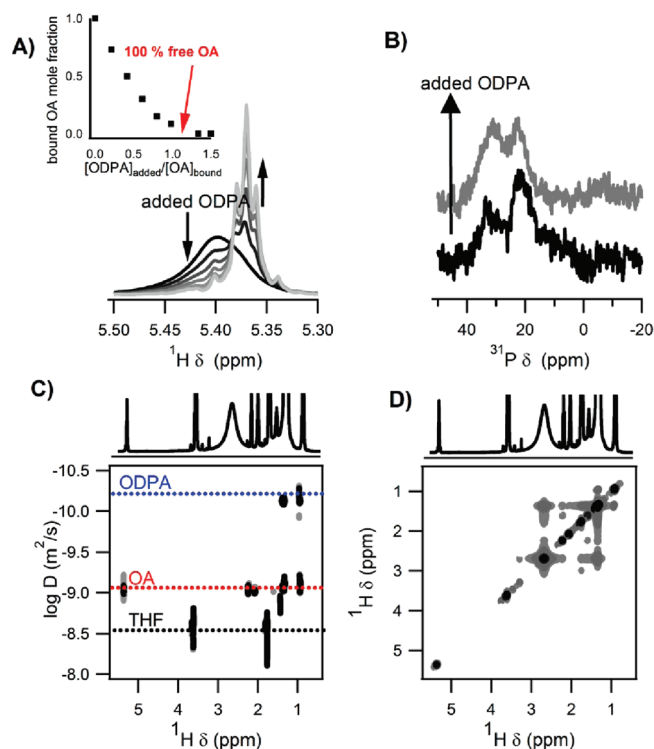 A)
bound OA mole fraction
1.0
0.5
0.0
100 % free OA
0.0 0.5 1.0 1.5
[ODPA]added/[OA]bound
added ODPA
5.50 5.40 5.35 5.30
¹H δ (ppm)
B)
added ODPA
40 20 0 -20
³¹P δ (ppm)
C)
log D (m²/s)
-10.5
-10.0
-9.5
-9.0
-8.5
-8.0
ODPA
OA
THF
5 4 3 2 1
¹H δ (ppm)
D)
¹H δ (ppm)
1
2
3
4
5
5 4 3 2 1
¹H δ (ppm)